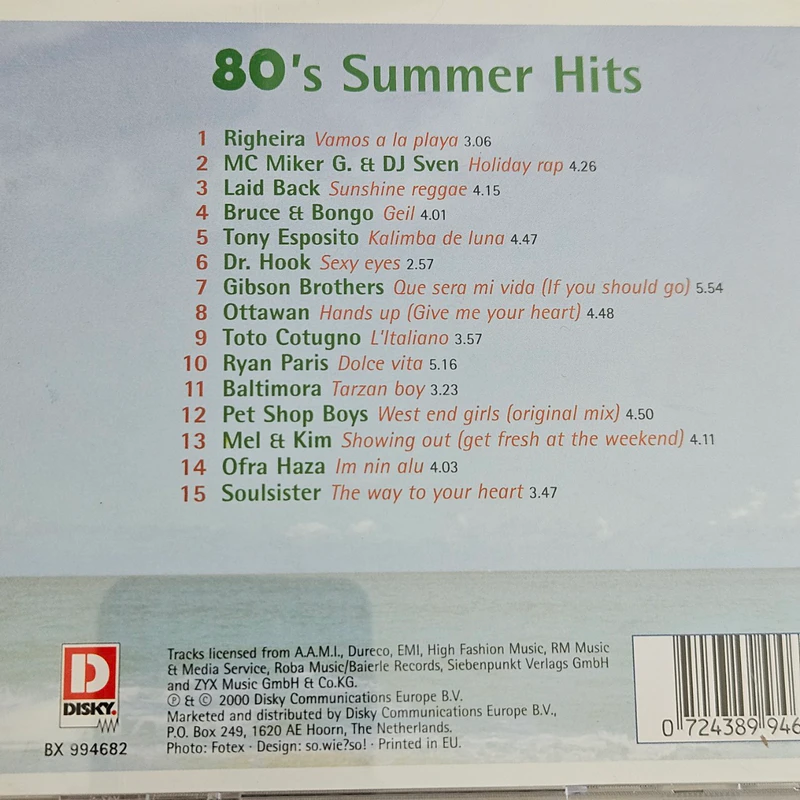 80's Summer Hits
1 Righeira Vamos a la playa 3.06
2 MC Miker G. & DJ Sven Holiday rap 4.26
3 Laid Back Sunshine reggae 4.15
4 Bruce & Bongo Geil 4.01
5 Tony Esposito Kalimba de luna 4.47
6 Dr. Hook Sexy eyes 2.57
7 Gibson Brothers Que sera mi vida (If you should go) 5.54
8 Ottawan Hands up (Give me your heart) 4.48
9 Toto Cotugno L'Italiano 3.57
10 Ryan Paris Dolce vita 5.16
11 Baltimora Tarzan boy 3.23
12 Pet Shop Boys West end girls (original mix) 4.50
13 Mel & Kim Showing out (get fresh at the weekend) 4.11
14 Ofra Haza Im nin alu 4.03
15 Soulsister The way to your heart 3.47
D
DISKY.
BX 994682
Tracks licensed from A.A.M.I., Dureco, EMI, High Fashion Music, RM Music
& Media Service, Roba Music/Baierle Records, Siebenpunkt Verlags GmbH
and ZYX Music GmbH & Co.KG.
℗ & © 2000 Disky Communications Europe B.V.
Marketed and distributed by Disky Communications Europe B.V.,
P.O. Box 249, 1620 AE Hoorn, The Netherlands.
Photo: Fotex · Design: so.wie?so! · Printed in EU.
0 724389 946